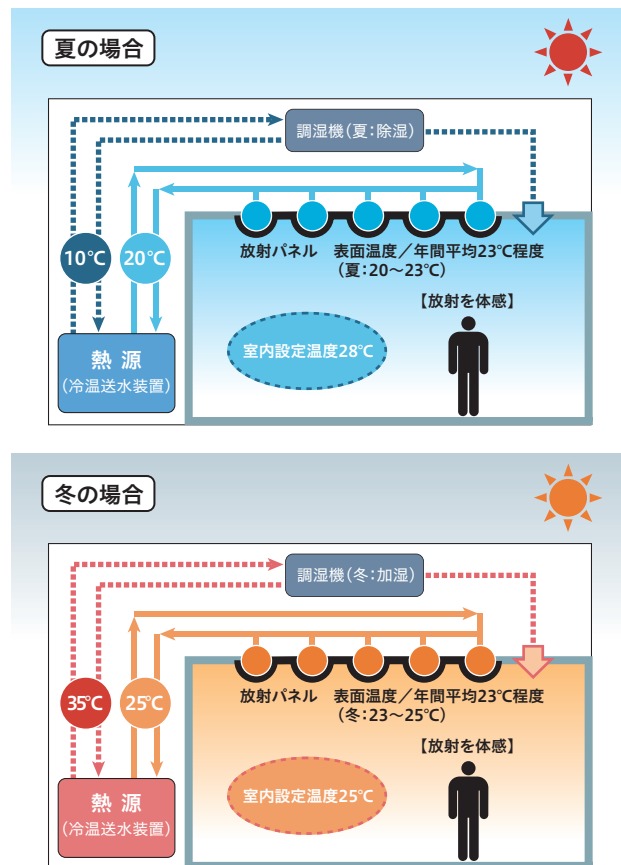 夏の場合
調湿機(夏：除湿)
10℃
20℃
放射パネル 表面温度／年間平均23℃程度
(夏：20～23℃)
【放射を体感】
室内設定温度28℃
熱 源
(冷温送水装置)
冬の場合
調湿機(冬：加湿)
35℃
25℃
放射パネル 表面温度／年間平均23℃程度
(冬：23～25℃)
【放射を体感】
室内設定温度25℃
熱 源
(冷温送水装置)